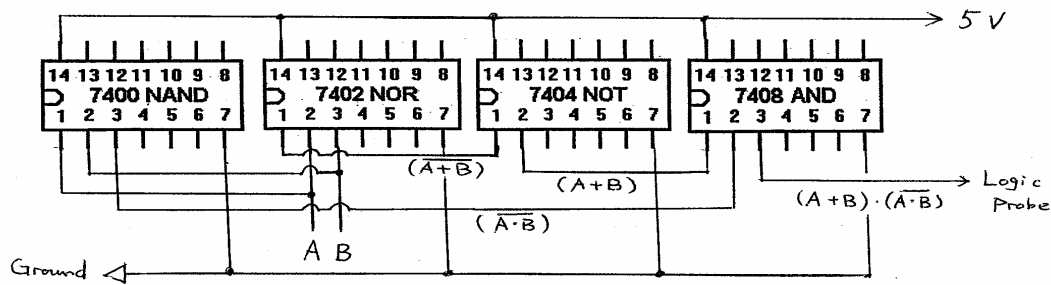 5 V
14 13 12 11 10 9 8
7400 NAND
1 2 3 4 5 6 7
14 13 12 11 10 9 8
7402 NOR
1 2 3 4 5 6 7
14 13 12 11 10 9 8
7404 NOT
1 2 3 4 5 6 7
14 13 12 11 10 9 8
7408 AND
1 2 3 4 5 6 7
(A̅+̅B̅)
(A+B)
(A+B)·(A̅·̅B̅)
Logic
Probe
(A̅·̅B̅)
A B
Ground